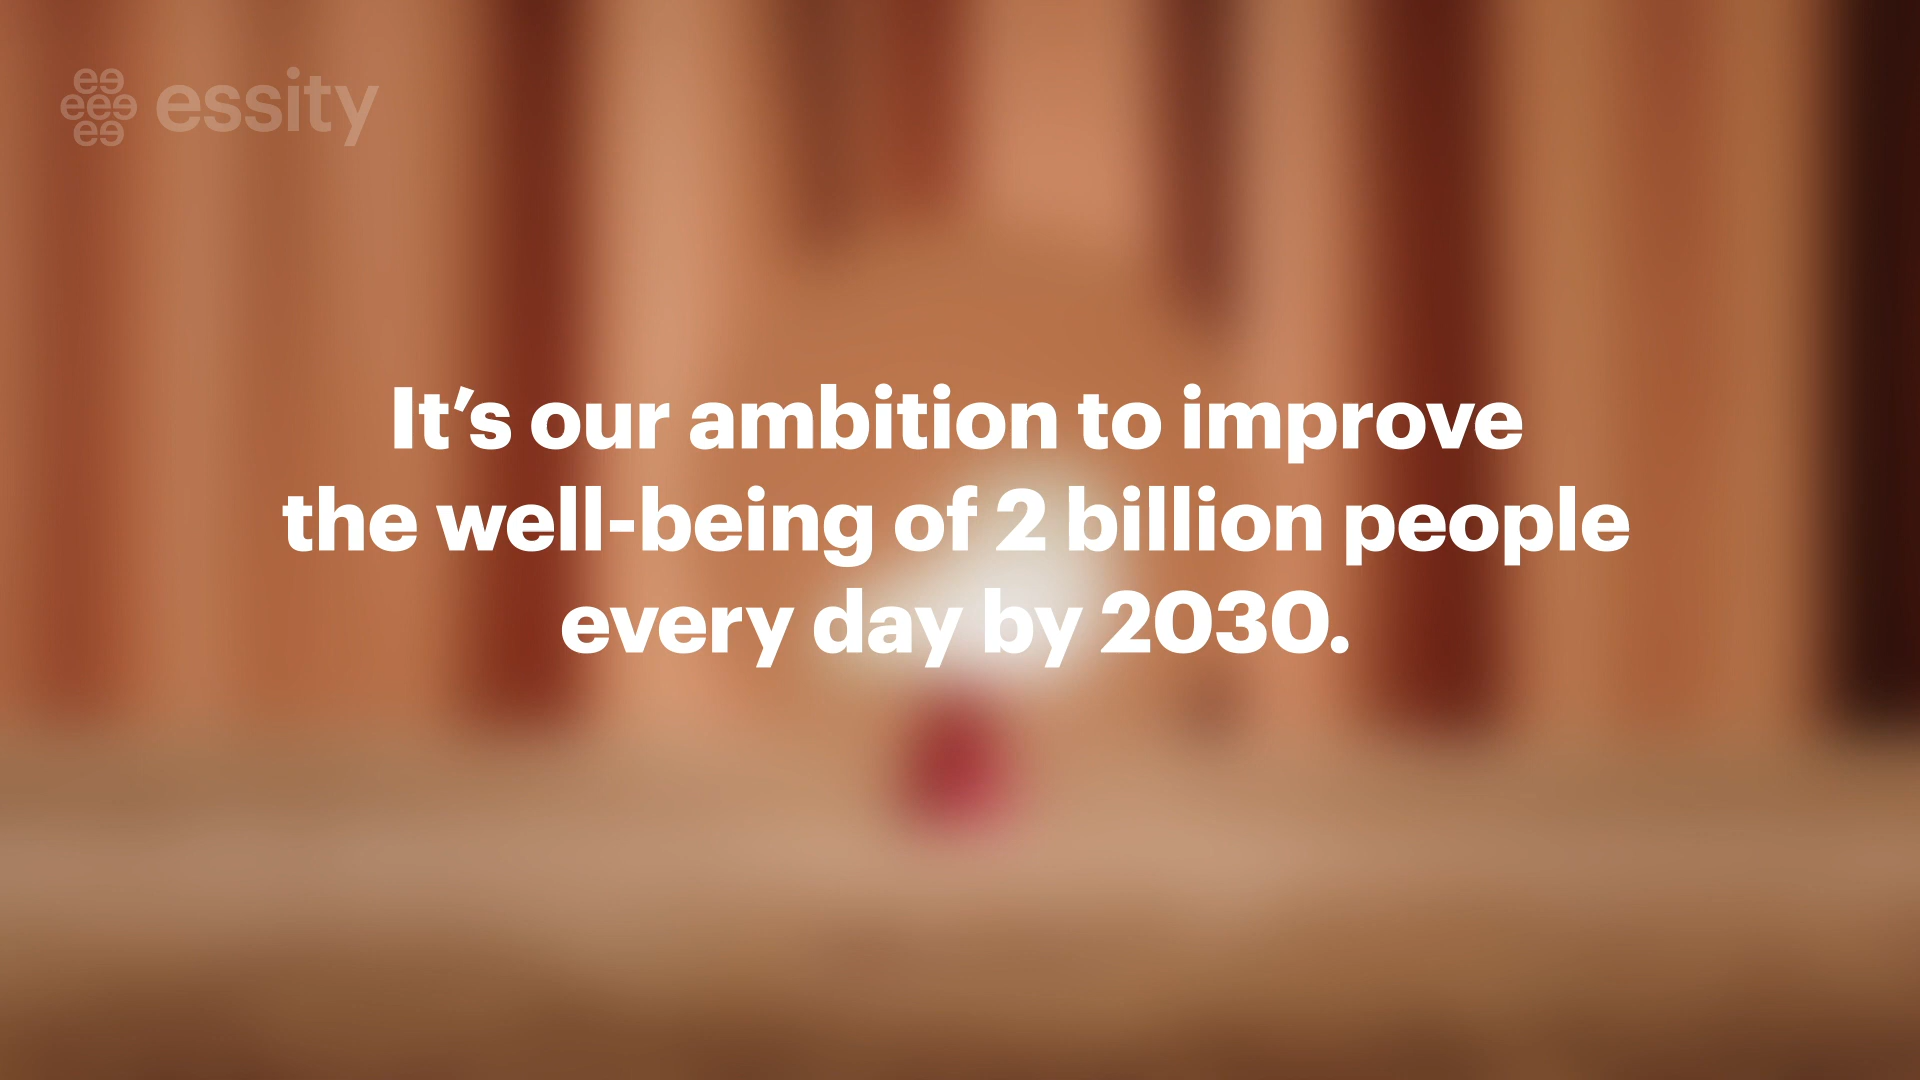 essity
It’s our ambition to improve
the well-being of 2 billion people
every day by 2030.